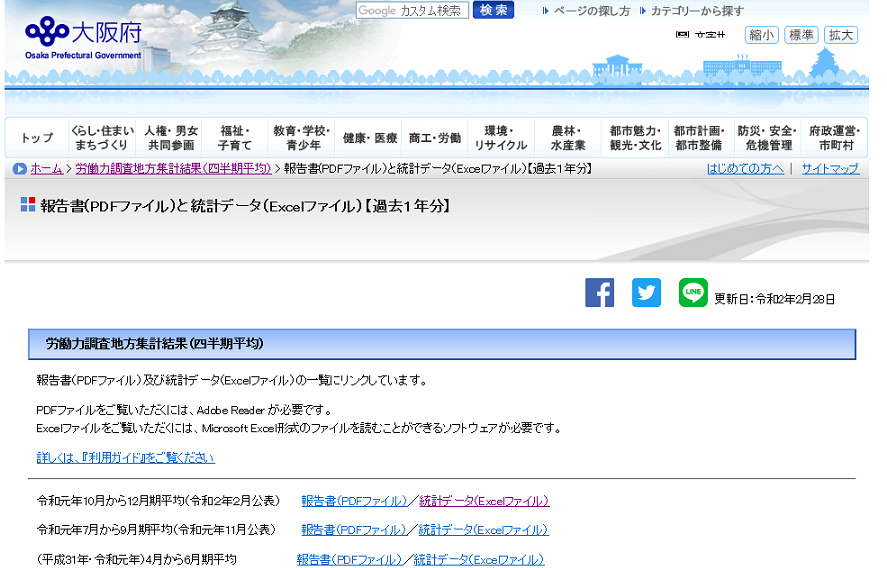 大阪府
Osaka Prefectural Government
Google カスタム検索 検索
ページの探し方 カテゴリーから探す
縮小 標準 拡大
トップ
くらし・住まい まちづくり
人権・男女 共同参画
福祉・ 子育て
教育・学校・ 青少年
健康・医療
商工・労働
環境・ リサイクル
農林・ 水産業
都市魅力・ 観光・文化
都市計画・ 都市整備
防災・安全・ 危機管理
府政運営・ 市町村
ホーム > 労働力調査地方集計結果(四半期平均) > 報告書(PDFファイル)と統計データ(Excelファイル)【過去1年分】
はじめての方へ | サイトマップ
報告書(PDFファイル)と統計データ(Excelファイル)【過去1年分】
LINE
更新日:令和2年2月28日
労働力調査地方集計結果(四半期平均)
報告書(PDFファイル)及び統計データ(Excelファイル)の一覧にリンクしています。
PDFファイルをご覧いただくには、Adobe Reader が必要です。
Excelファイルをご覧いただくには、Microsoft Excel形式のファイルを読むことができるソフトウェアが必要です。
詳しくは、『利用ガイド』をご覧ください
令和元年10月から12月期平均(令和2年2月公表) 報告書(PDFファイル)/統計データ(Excelファイル)
令和元年7月から9月期平均(令和元年11月公表) 報告書(PDFファイル)/統計データ(Excelファイル)
(平成31年・令和元年)4月から6月期平均 報告書(PDFファイル)/統計データ(Excelファイル)